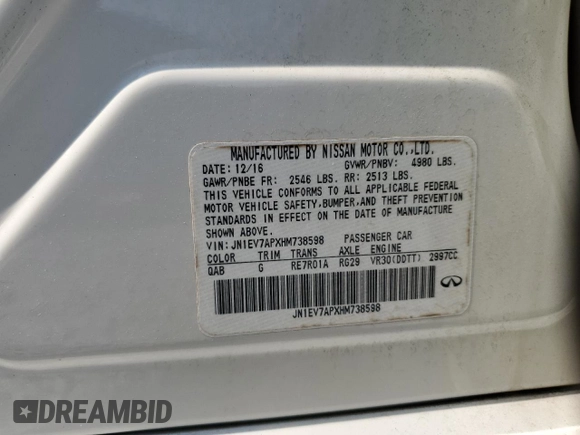 MANUFACTURED BY NISSAN MOTOR CO.,LTD.
DATE: 12/16 GVWR/PNBV: 4980 LBS.
GAWR/PNBE FR: 2546 LBS. RR: 2513 LBS.
THIS VEHICLE CONFORMS TO ALL APPLICABLE FEDERAL
MOTOR VEHICLE SAFETY,BUMPER,AND THEFT PREVENTION
STANDARDS IN EFFECT ON THE DATE OF MANUFACTURE
SHOWN ABOVE.
VIN: JN1EV7APXHM738598 PASSENGER CAR
COLOR TRIM TRANS AXLE ENGINE
QAB G RE7R01A RG29 VR30(DDTT) 2997CC
JN1EV7APXHM738598
DREAMBID